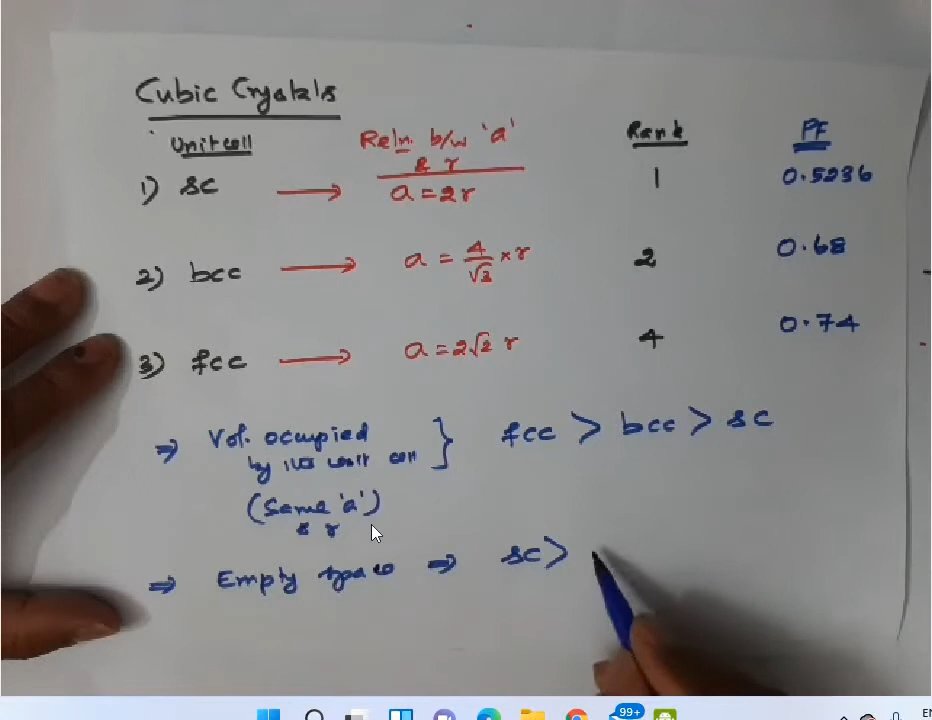 Cubic Crystals
Unit cell Reln. b/w 'a' & r Rank PF
1) sc → a = 2r 1 0.5236
2) bcc → a = 4/√3 × r 2 0.68
3) fcc → a = 2√2 r 4 0.74
⇒ Vol. occupied } fcc > bcc > sc
by unit cell
(Same 'a')
& r
⇒ Empty space ⇒ sc >
99+
EN